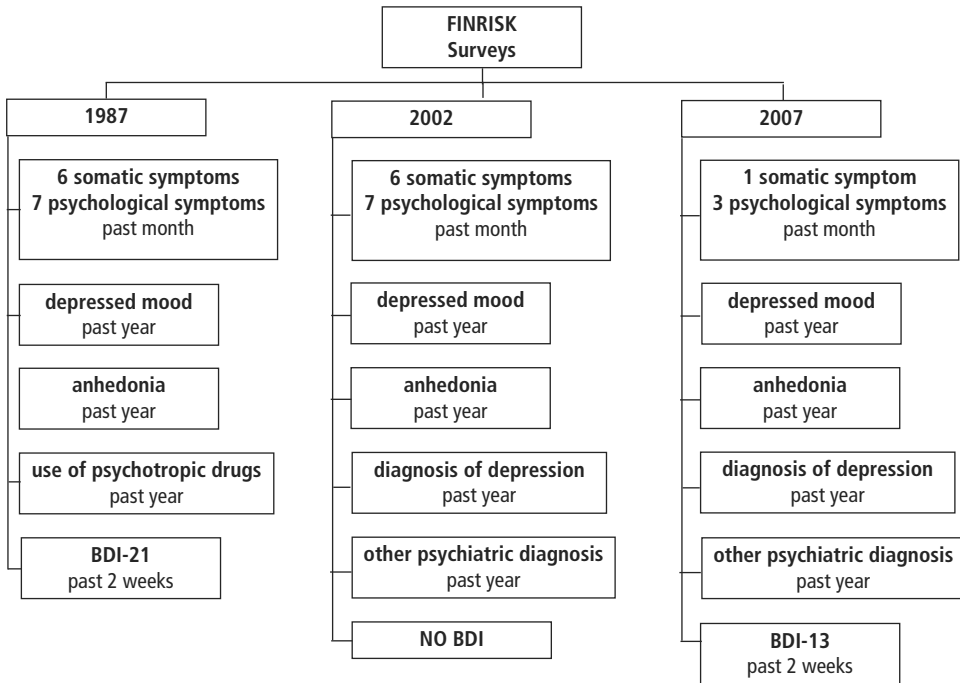 FINRISK
Surveys
1987
6 somatic symptoms
7 psychological symptoms
past month
depressed mood
past year
anhedonia
past year
use of psychotropic drugs
past year
BDI-21
past 2 weeks
2002
6 somatic symptoms
7 psychological symptoms
past month
depressed mood
past year
anhedonia
past year
diagnosis of depression
past year
other psychiatric diagnosis
past year
NO BDI
2007
1 somatic symptom
3 psychological symptoms
past month
depressed mood
past year
anhedonia
past year
diagnosis of depression
past year
other psychiatric diagnosis
past year
BDI-13
past 2 weeks